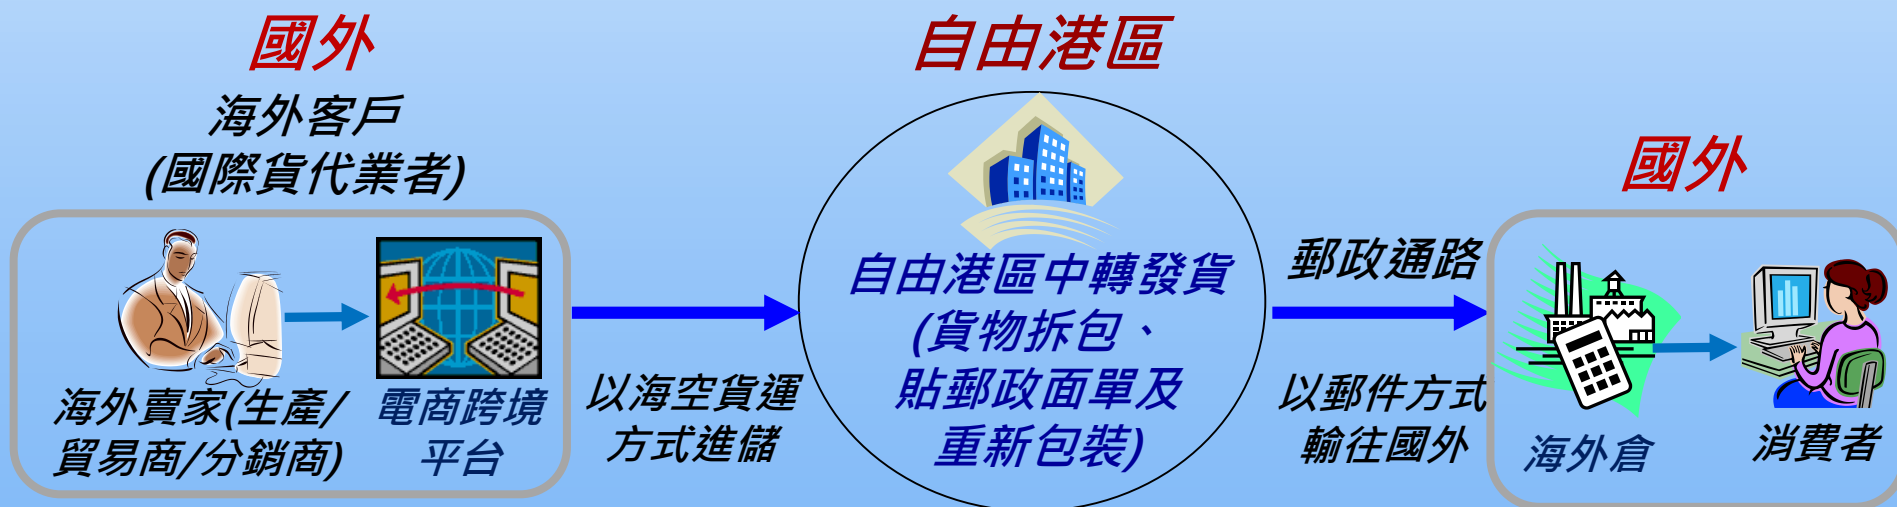 國外
海外客戶
(國際貨代業者)
海外賣家(生產/
貿易商/分銷商)
電商跨境
平台
以海空貨運
方式進儲
自由港區
自由港區中轉發貨
(貨物拆包、
貼郵政面單及
重新包裝)
郵政通路
以郵件方式
輸往國外
國外
海外倉
消費者